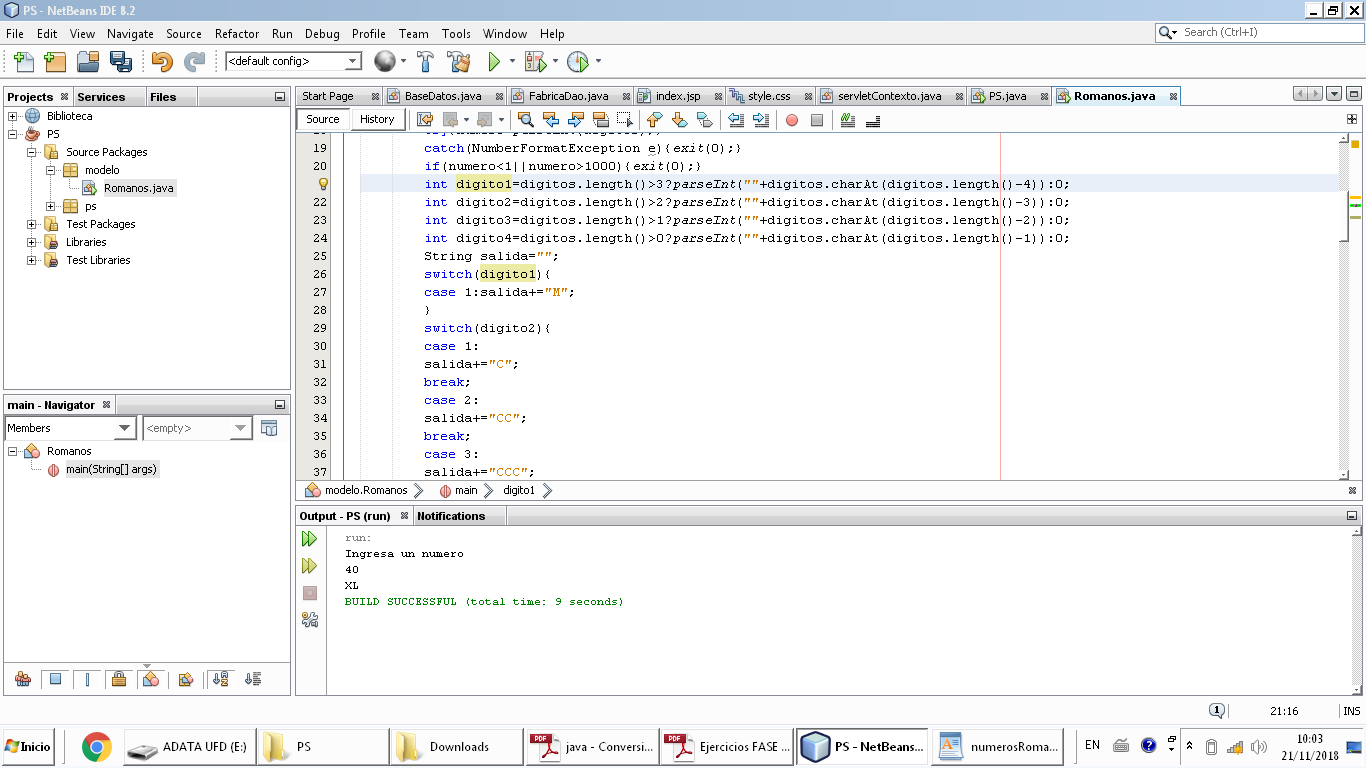 PS - NetBeans IDE 8.2
File Edit View Navigate Source Refactor Run Debug Profile Team Tools Window Help
Search (Ctrl+I)
<default config>
Projects Services Files
Biblioteca
PS
Source Packages
modelo
Romanos.java
ps
Test Packages
Libraries
Test Libraries
main - Navigator
Members <empty>
Romanos
main(String[] args)
Start Page BaseDatos.java FabricaDao.java index.jsp style.css servletContexto.java PS.java Romanos.java
Source History
19 catch(NumberFormatException e){exit(0);}
20 if(numero<1||numero>1000){exit(0);}
int digito1=digitos.length()>3?parseInt(""+digitos.charAt(digitos.length()-4)):0;
22 int digito2=digitos.length()>2?parseInt(""+digitos.charAt(digitos.length()-3)):0;
23 int digito3=digitos.length()>1?parseInt(""+digitos.charAt(digitos.length()-2)):0;
24 int digito4=digitos.length()>0?parseInt(""+digitos.charAt(digitos.length()-1)):0;
25 String salida="";
26 switch(digito1){
27 case 1:salida+="M";
28 }
29 switch(digito2){
30 case 1:
31 salida+="C";
32 break;
33 case 2:
34 salida+="CC";
35 break;
36 case 3:
37 salida+="CCC";
modelo.Romanos main digito1
Output - PS (run) Notifications
run:
Ingresa un numero
40
XL
BUILD SUCCESSFUL (total time: 9 seconds)
1 21:16 INS
Inicio ADATA UFD (E:) PS Downloads java - Conversi... Ejercicios FASE ... PS - NetBeans... numerosRoma... EN 10:03
21/11/2018